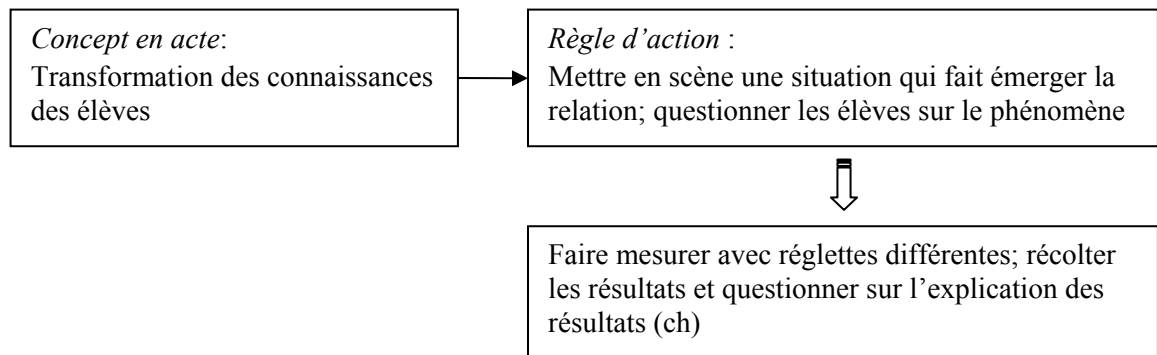 Concept en acte:
Transformation des connaissances
des élèves
Règle d’action :
Mettre en scène une situation qui fait émerger la
relation; questionner les élèves sur le phénomène
Faire mesurer avec réglettes différentes; récolter
les résultats et questionner sur l’explication des
résultats (ch)